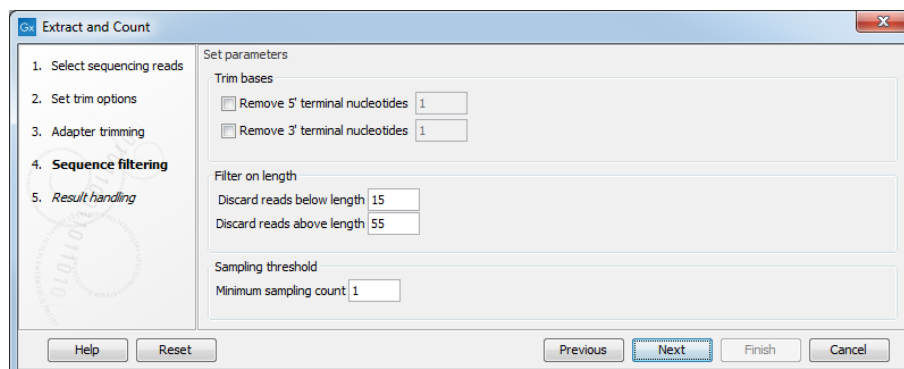 Gx Extract and Count
X
1. Select sequencing reads
2. Set trim options
3. Adapter trimming
4. Sequence filtering
5. Result handling
Set parameters
Trim bases
Remove 5' terminal nucleotides 1
Remove 3' terminal nucleotides 1
Filter on length
Discard reads below length 15
Discard reads above length 55
Sampling threshold
Minimum sampling count 1
Help Reset Previous Next Finish Cancel